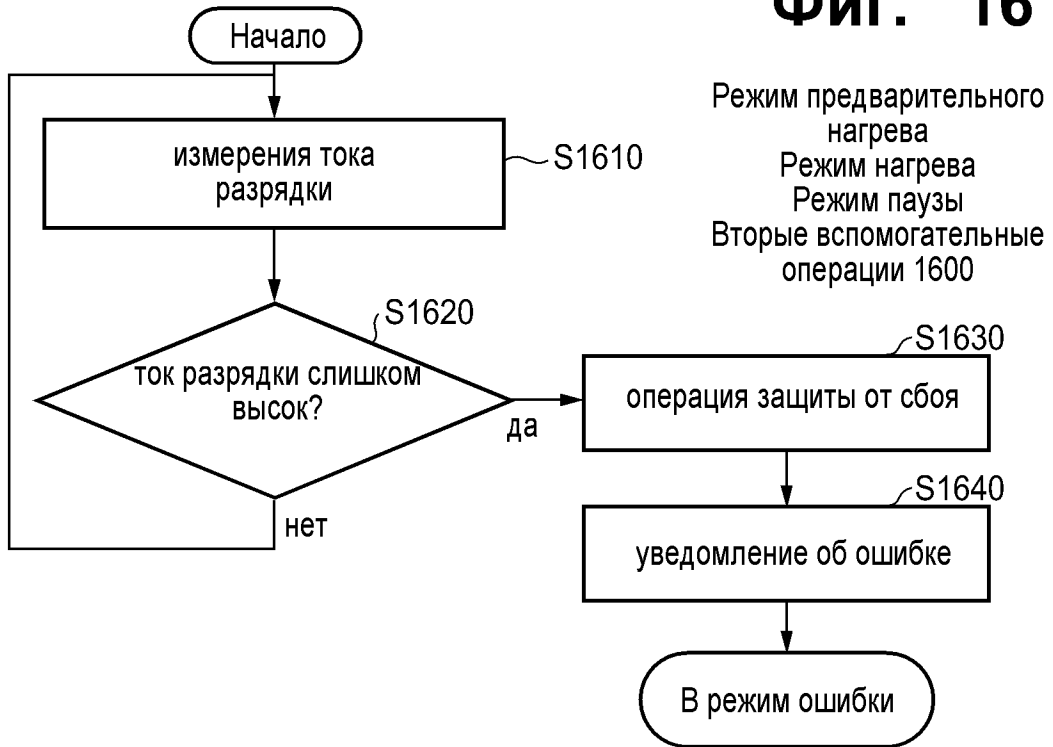 Фиг. 16
Начало
Режим предварительного
нагрева
Режим нагрева
Режим паузы
Вторые вспомогательные
операции 1600
измерения тока
разрядки
S1610
S1620
ток разрядки слишком
высок?
да
нет
S1630
операция защиты от сбоя
S1640
уведомление об ошибке
В режим ошибки